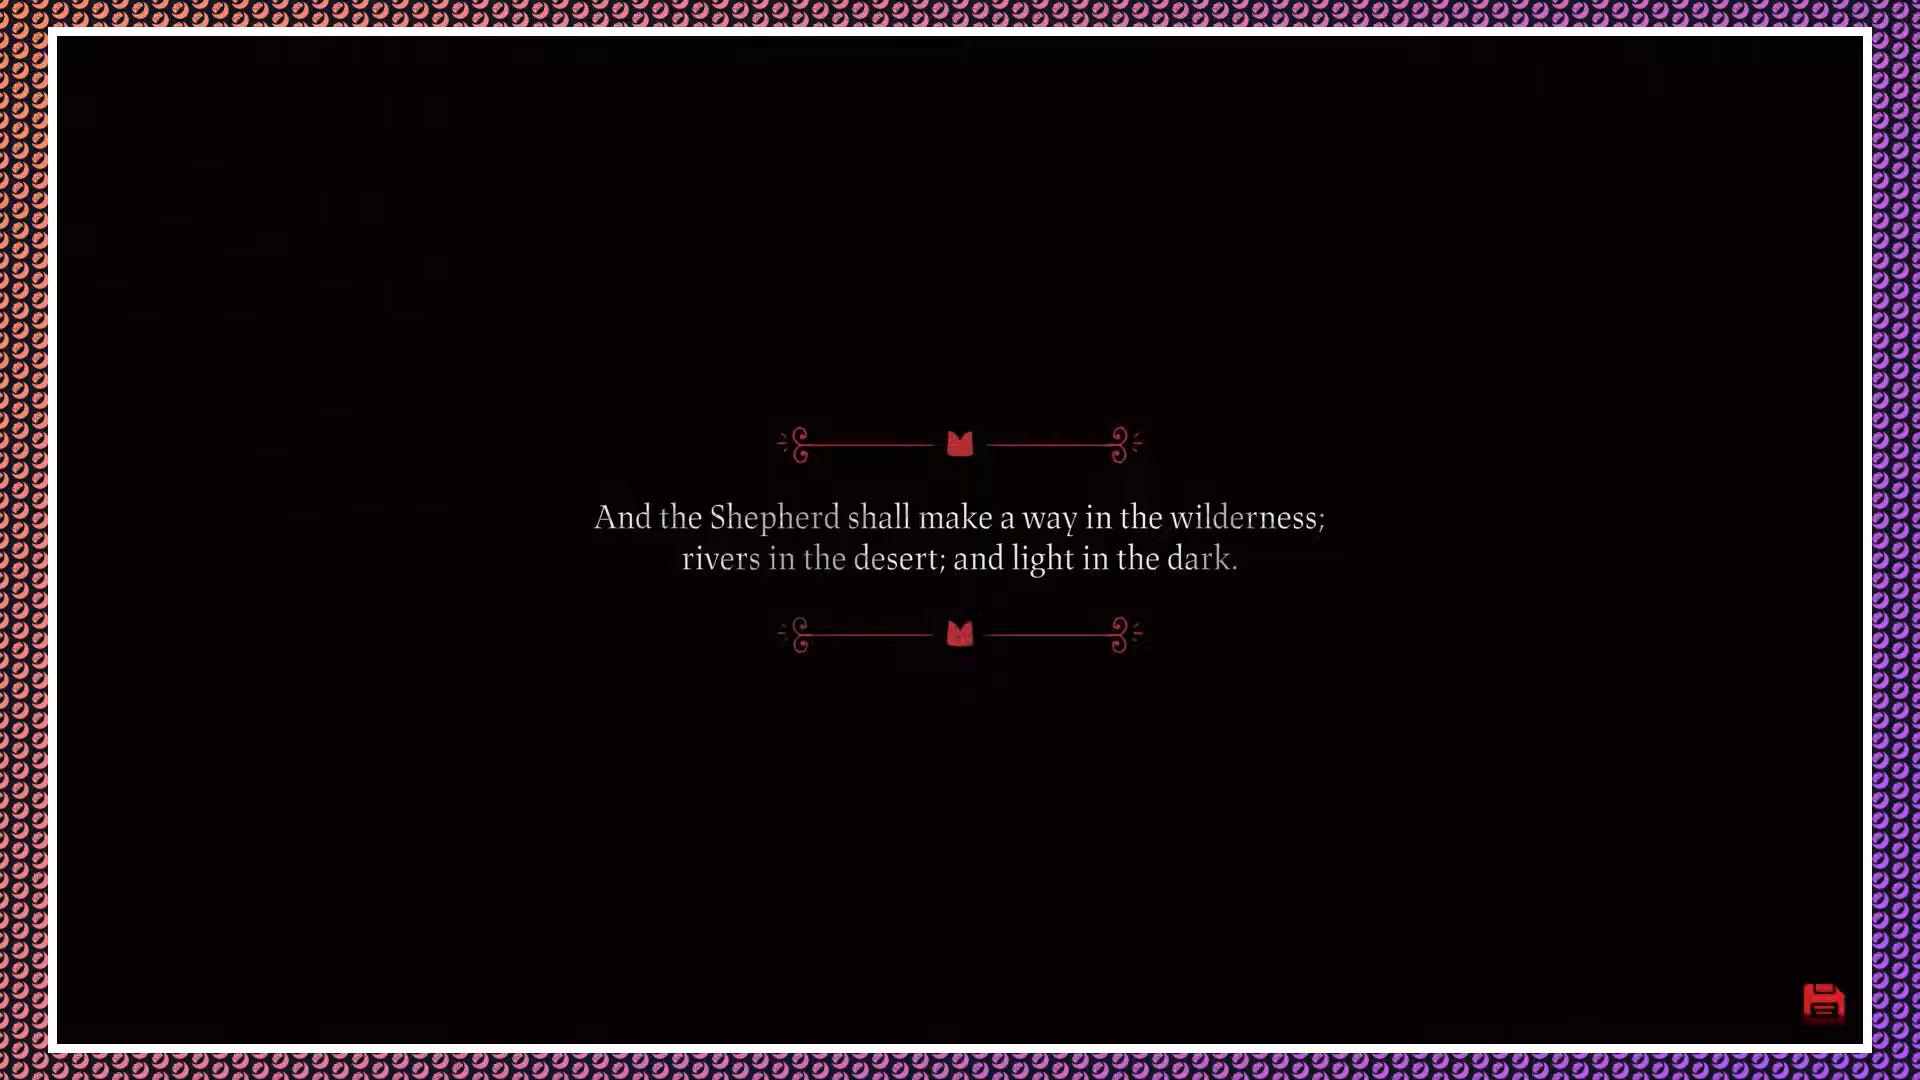 And the Shepherd shall make a way in the wilderness;
rivers in the desert; and light in the dark.